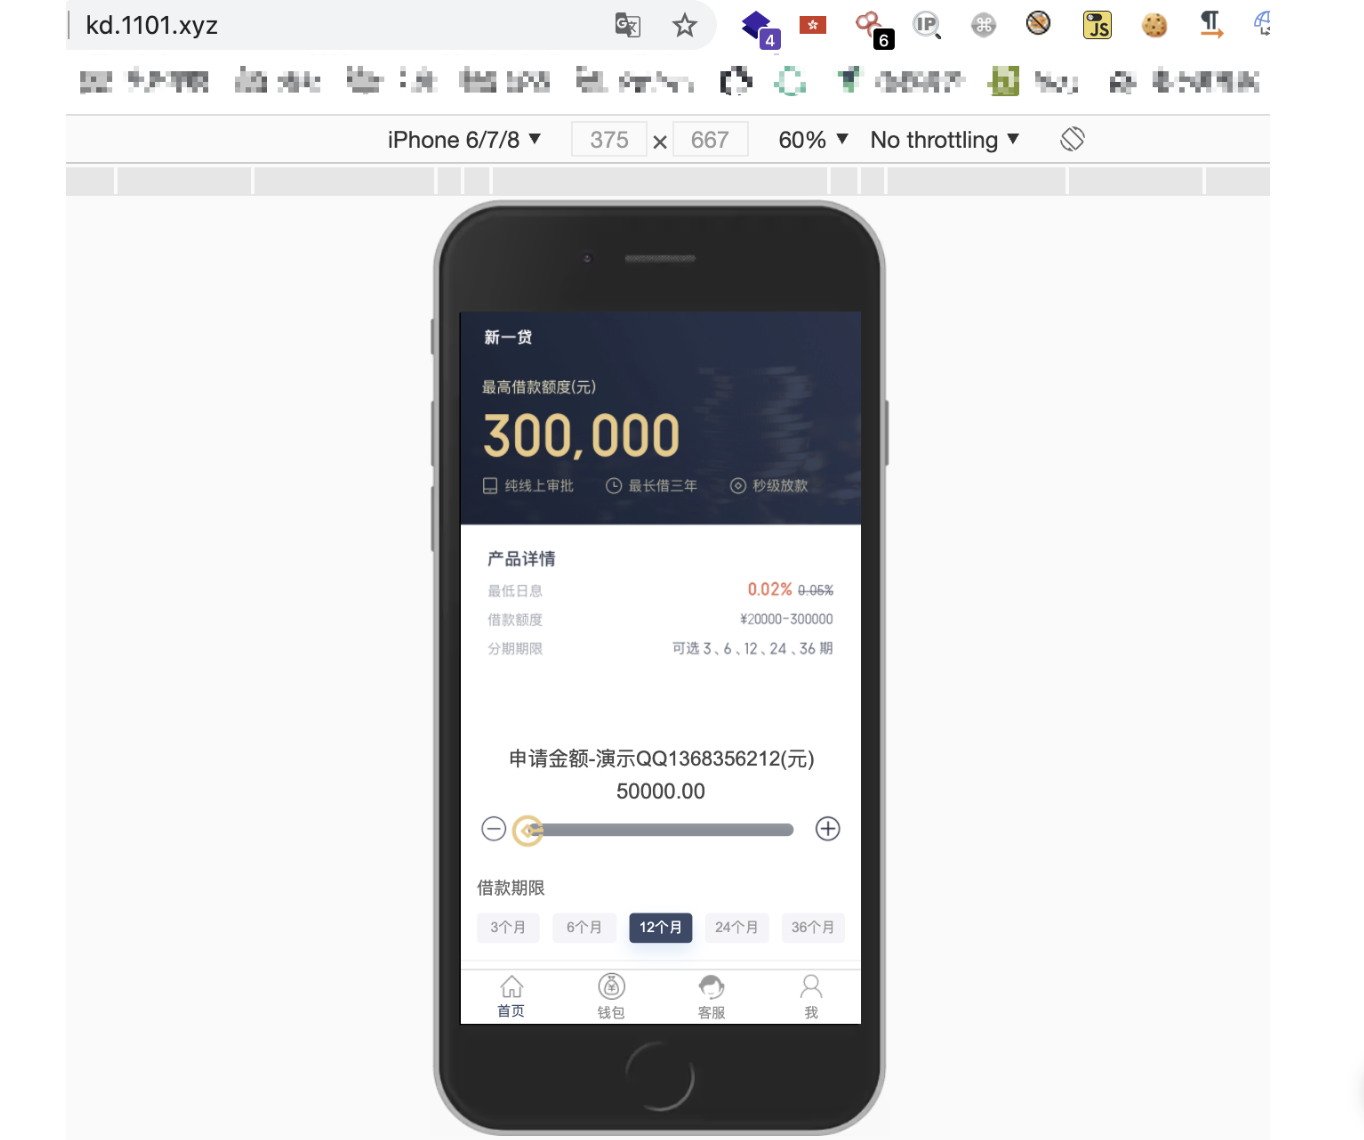 kd.1101.xyz
4
6
IP
JS
iPhone 6/7/8 ▼ 375 × 667 60% ▼ No throttling ▼
新一贷
最高借款额度(元)
300,000
纯线上审批 最长借三年 秒级放款
产品详情
最低日息 0.02% 0.05%
借款额度 ¥20000-300000
分期期限 可选 3、6、12、24、36 期
申请金额-演示QQ1368356212(元)
50000.00
借款期限
3个月 6个月 12个月 24个月 36个月
首页 钱包 客服 我